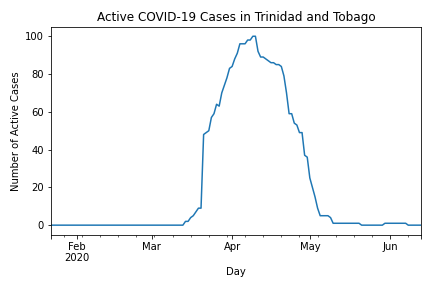 Active COVID-19 Cases in Trinidad and Tobago
Number of Active Cases
100
80
60
40
20
0
Feb Mar Apr May Jun
2020
Day